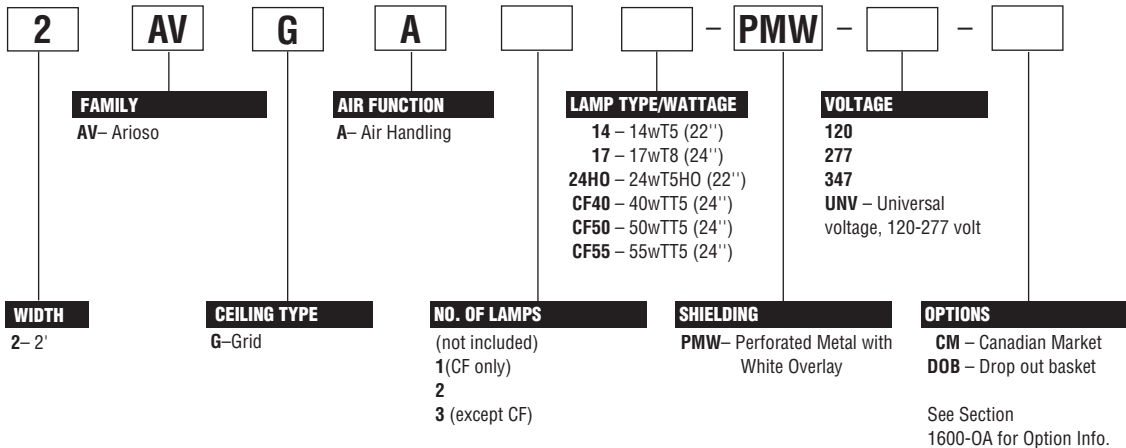 2 AV G A – PMW – –
FAMILY
AV– Arioso
AIR FUNCTION
A– Air Handling
LAMP TYPE/WATTAGE
14 – 14wT5 (22'')
17 – 17wT8 (24'')
24HO – 24wT5HO (22'')
CF40 – 40wTT5 (24'')
CF50 – 50wTT5 (24'')
CF55 – 55wTT5 (24'')
VOLTAGE
120
277
347
UNV – Universal
voltage, 120-277 volt
WIDTH
2– 2'
CEILING TYPE
G–Grid
NO. OF LAMPS
(not included)
1(CF only)
2
3 (except CF)
SHIELDING
PMW– Perforated Metal with
White Overlay
OPTIONS
CM – Canadian Market
DOB – Drop out basket
See Section
1600-OA for Option Info.